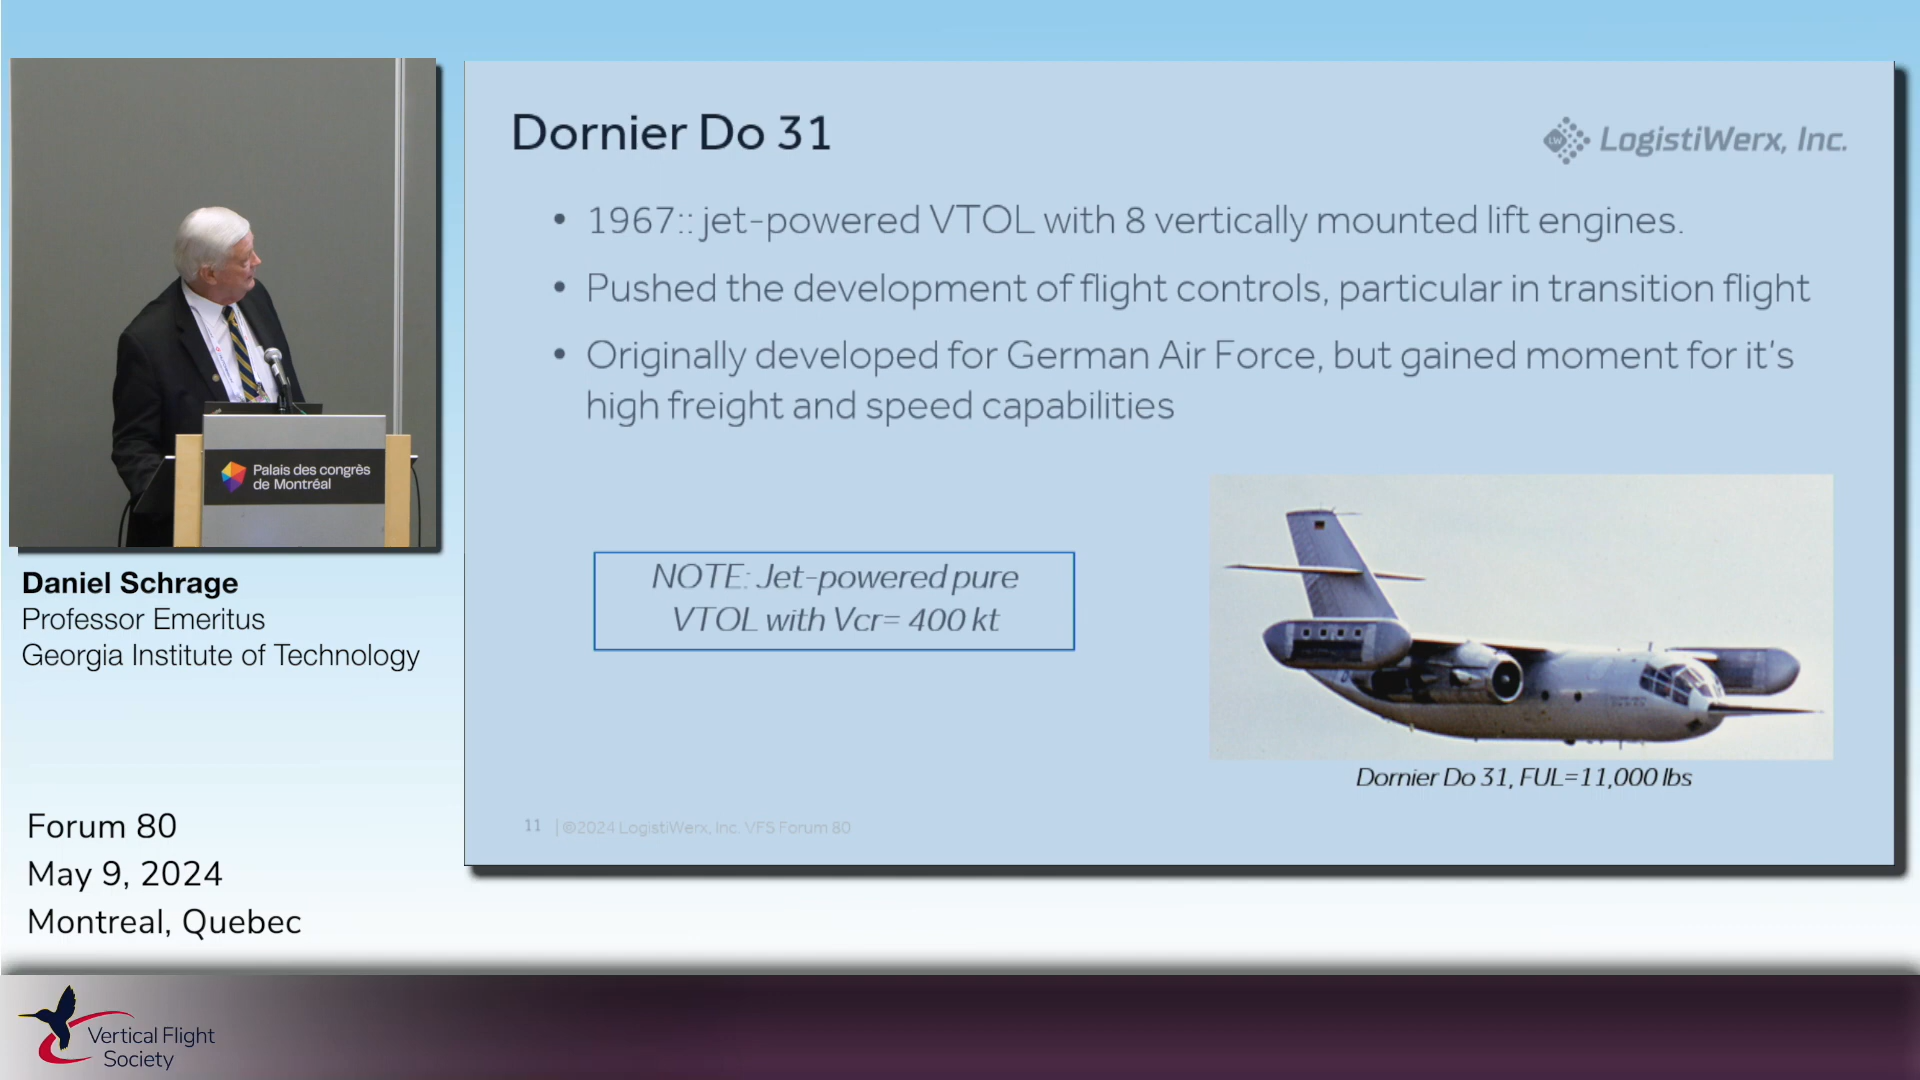 Dornier Do 31
LW LogistiWerx, Inc.
• 1967:: jet-powered VTOL with 8 vertically mounted lift engines.
• Pushed the development of flight controls, particular in transition flight
• Originally developed for German Air Force, but gained moment for it's
high freight and speed capabilities
NOTE: Jet-powered pure
VTOL with Vcr= 400 kt
Dornier Do 31, FUL=11,000 lbs
11 | ©2024 LogistiWerx, Inc. VFS Forum 80
Palais des congrès
de Montréal
Daniel Schrage
Professor Emeritus
Georgia Institute of Technology
Forum 80
May 9, 2024
Montreal, Quebec
Vertical Flight
Society